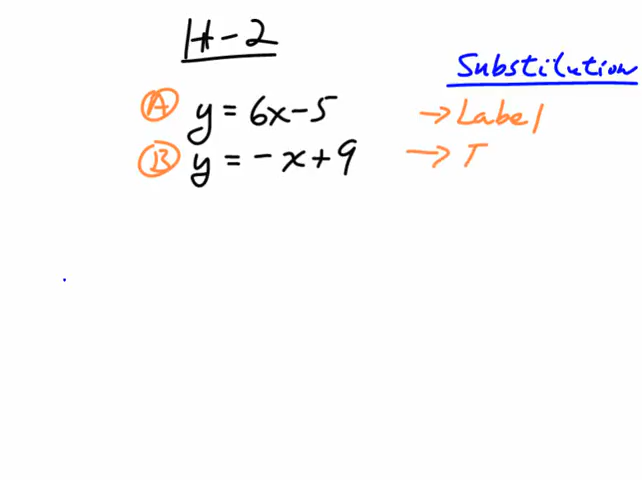 H-2
Substitution
Ⓐ y = 6x-5 → Label
Ⓑ y = -x+9 → T